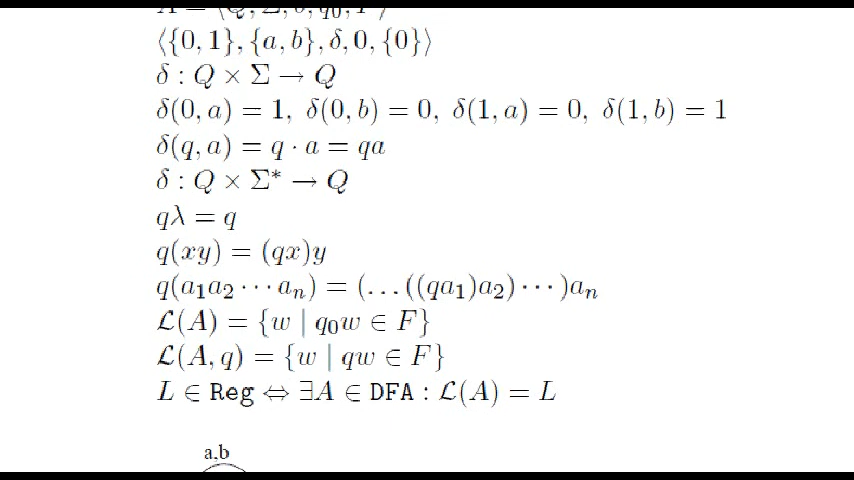 A = ⟨Q, Σ, δ, q₀, F⟩
⟨{0, 1}, {a, b}, δ, 0, {0}⟩
δ : Q × Σ → Q
δ(0, a) = 1, δ(0, b) = 0, δ(1, a) = 0, δ(1, b) = 1
δ(q, a) = q · a = qa
δ : Q × Σ* → Q
qλ = q
q(xy) = (qx)y
q(a₁a₂ ⋯ aₙ) = (…((qa₁)a₂) ⋯ )aₙ
ℒ(A) = {w | q₀w ∈ F}
ℒ(A, q) = {w | qw ∈ F}
L ∈ Reg ⇔ ∃A ∈ DFA : ℒ(A) = L
a,b